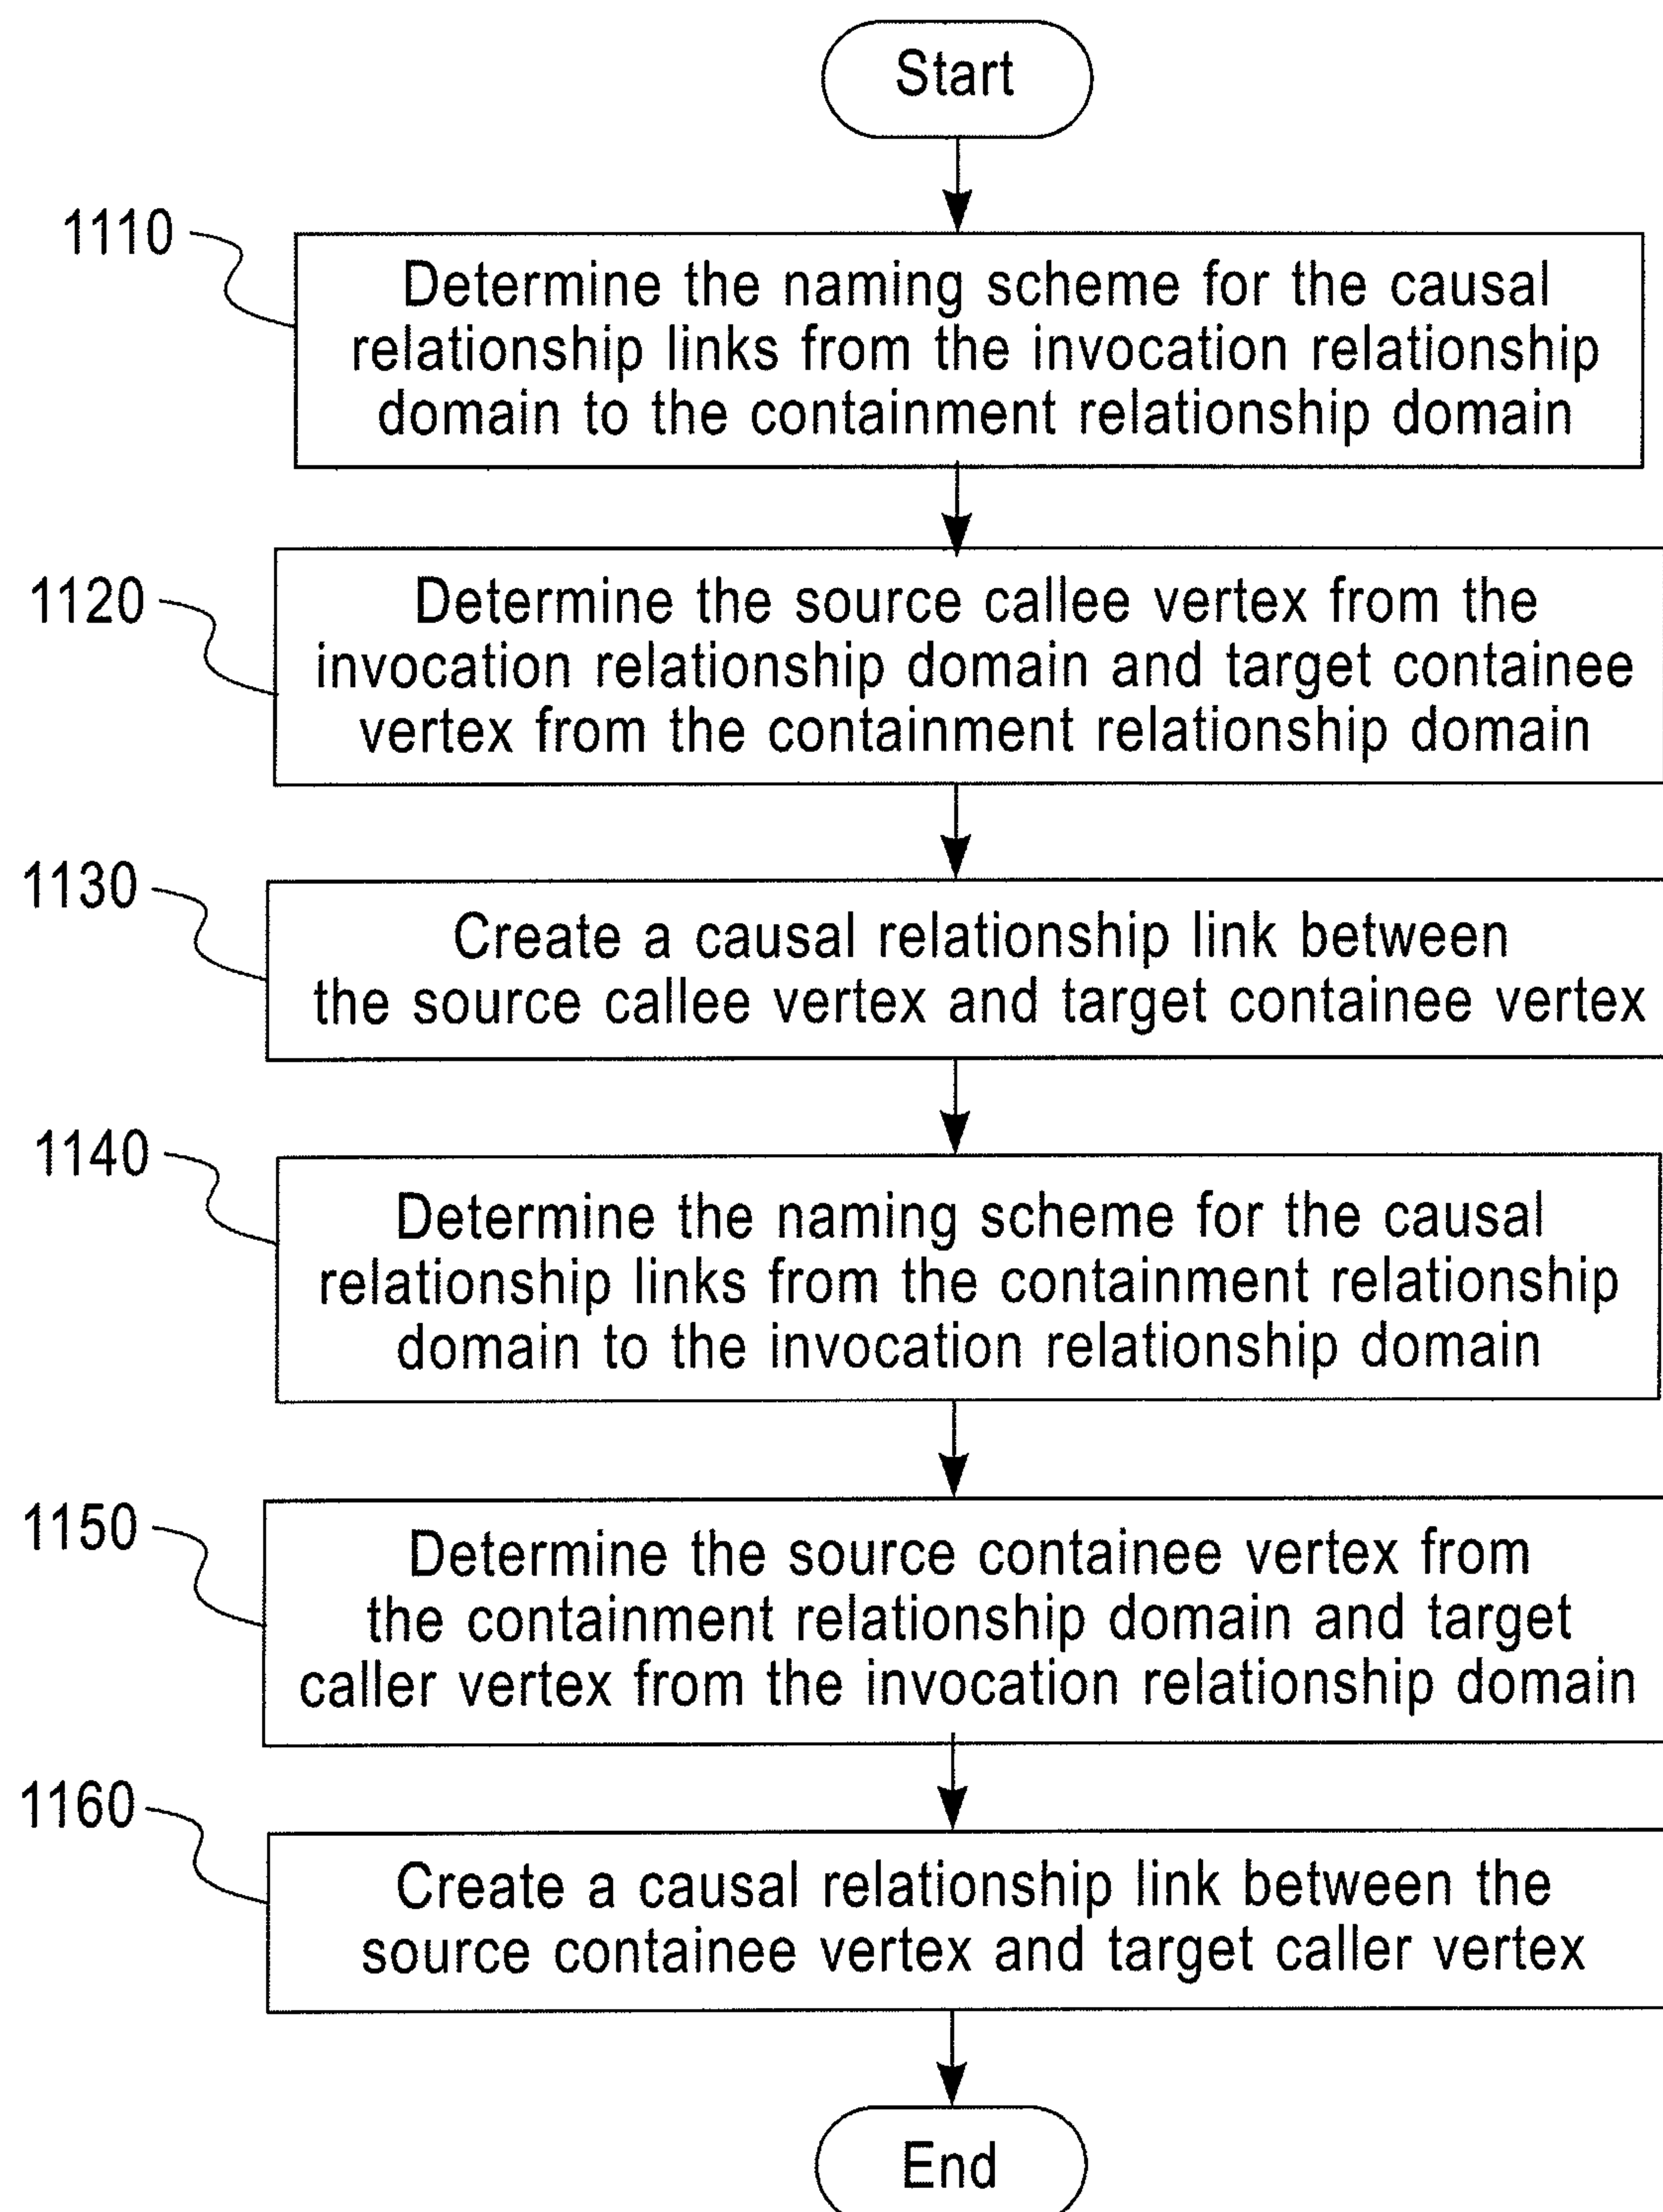 Start
1110
Determine the naming scheme for the causal
relationship links from the invocation relationship
domain to the containment relationship domain
1120
Determine the source callee vertex from the
invocation relationship domain and target containee
vertex from the containment relationship domain
1130
Create a causal relationship link between
the source callee vertex and target containee vertex
1140
Determine the naming scheme for the causal
relationship links from the containment relationship
domain to the invocation relationship domain
1150
Determine the source containee vertex from
the containment relationship domain and target
caller vertex from the invocation relationship domain
1160
Create a causal relationship link between the
source containee vertex and target caller vertex
End